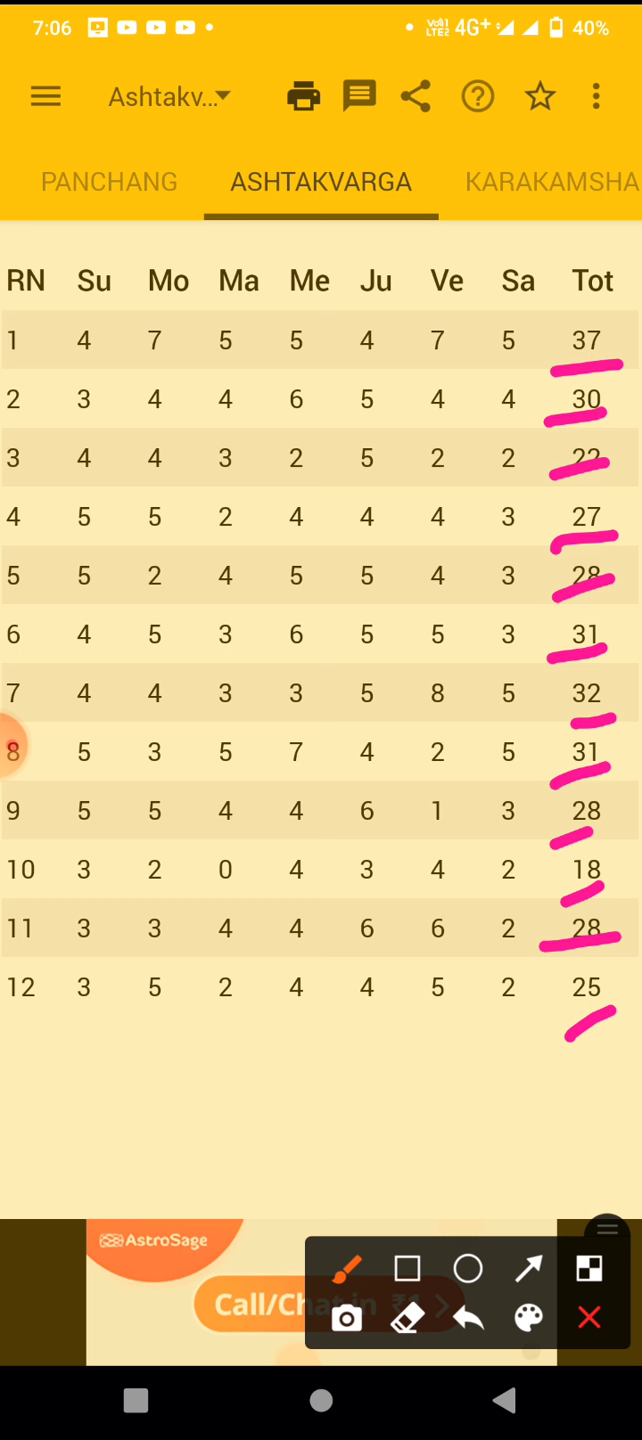 7:06 VoI1 LTE2 4G+ 40%
Ashtakv...
PANCHANG ASHTAKVARGA KARAKAMSHA
RN Su Mo Ma Me Ju Ve Sa Tot
1 4 7 5 5 4 7 5 37
2 3 4 4 6 5 4 4 30
3 4 4 3 2 5 2 2 22
4 5 5 2 4 4 4 3 27
5 5 2 4 5 5 4 3 28
6 4 5 3 6 5 5 3 31
7 4 4 3 3 5 8 5 32
8 5 3 5 7 4 2 5 31
9 5 5 4 4 6 1 3 28
10 3 2 0 4 3 4 2 18
11 3 3 4 4 6 6 2 28
12 3 5 2 4 4 5 2 25
AstroSage
Call/Chat in ₹1